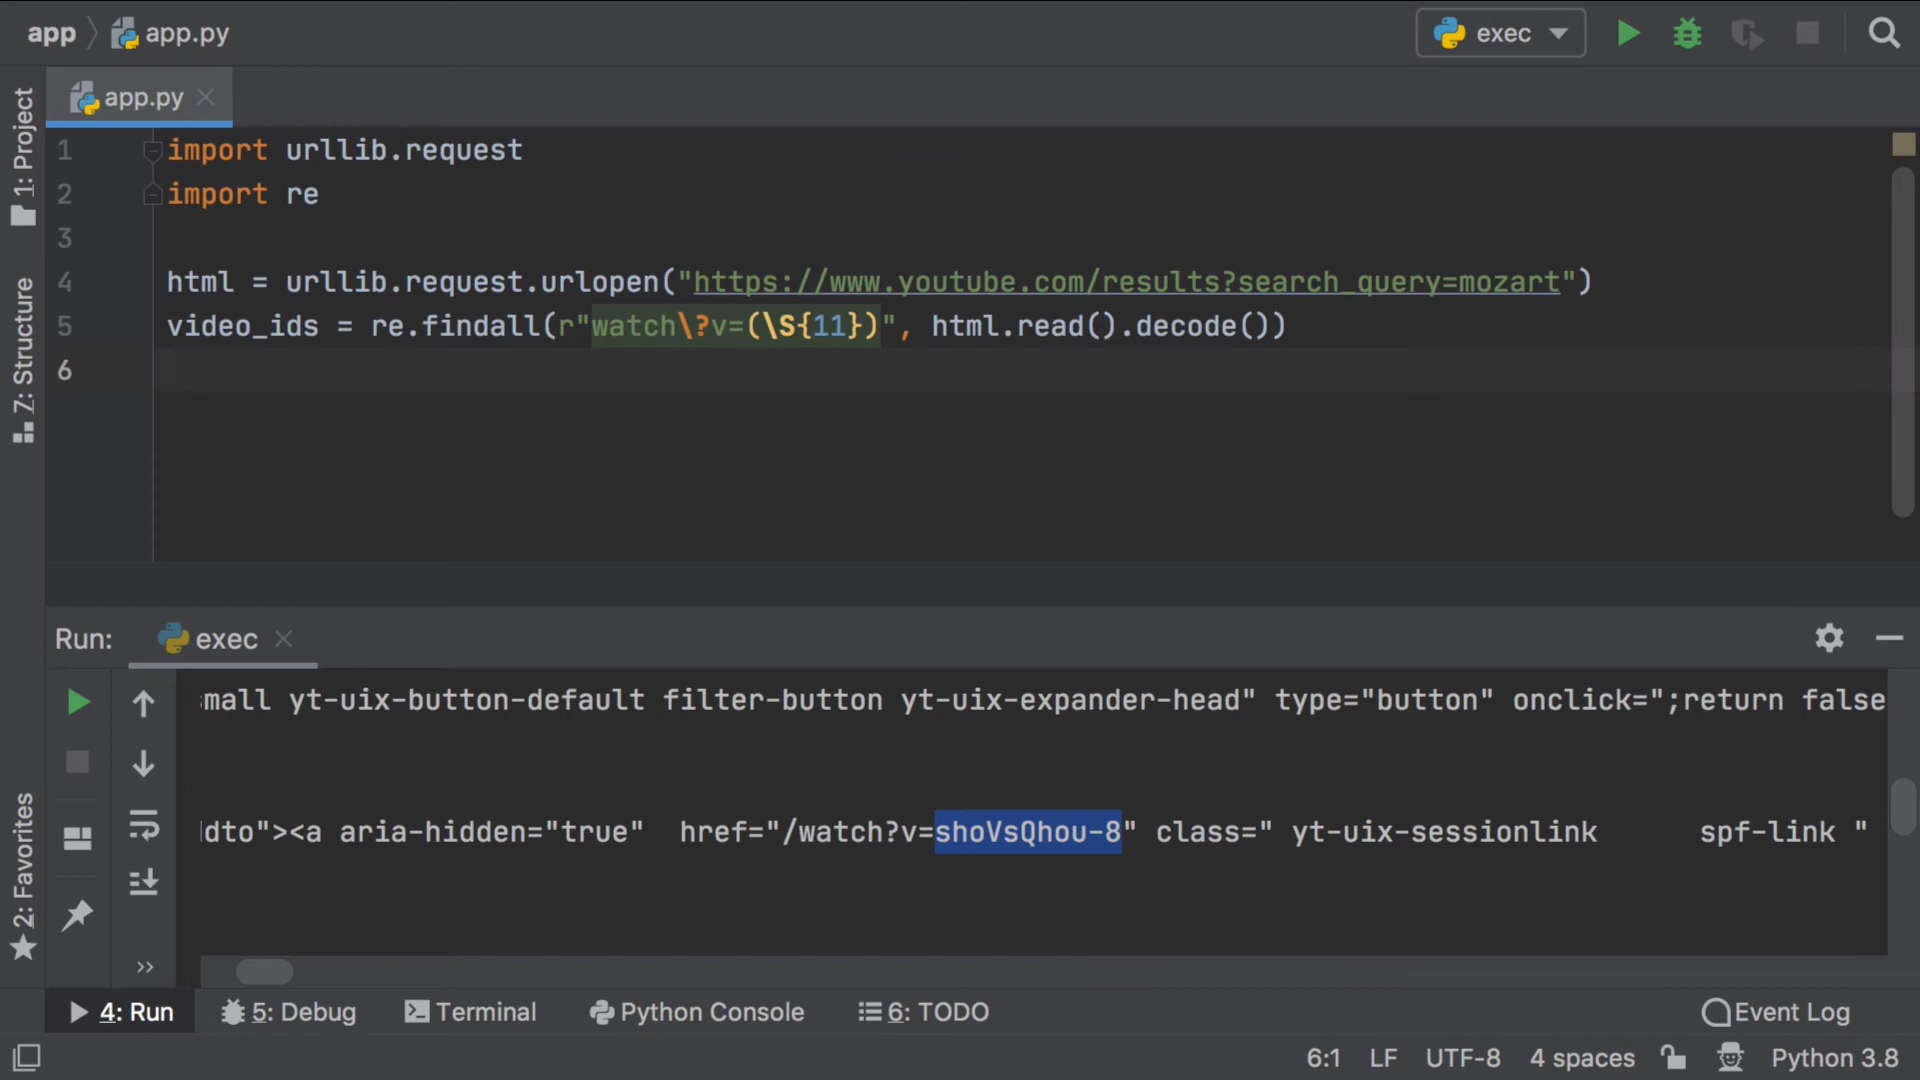 app app.py
exec
app.py
1: Project
7: Structure
2: Favorites
1 import urllib.request
2 import re
3
4 html = urllib.request.urlopen("https://www.youtube.com/results?search_query=mozart")
5 video_ids = re.findall(r"watch\?v=(\S{11})", html.read().decode())
6
Run: exec
mall yt-uix-button-default filter-button yt-uix-expander-head" type="button" onclick=";return false
dto"><a aria-hidden="true"  href="/watch?v=shoVsQhou-8" class=" yt-uix-sessionlink      spf-link "
4: Run 5: Debug Terminal Python Console 6: TODO Event Log
6:1 LF UTF-8 4 spaces Python 3.8